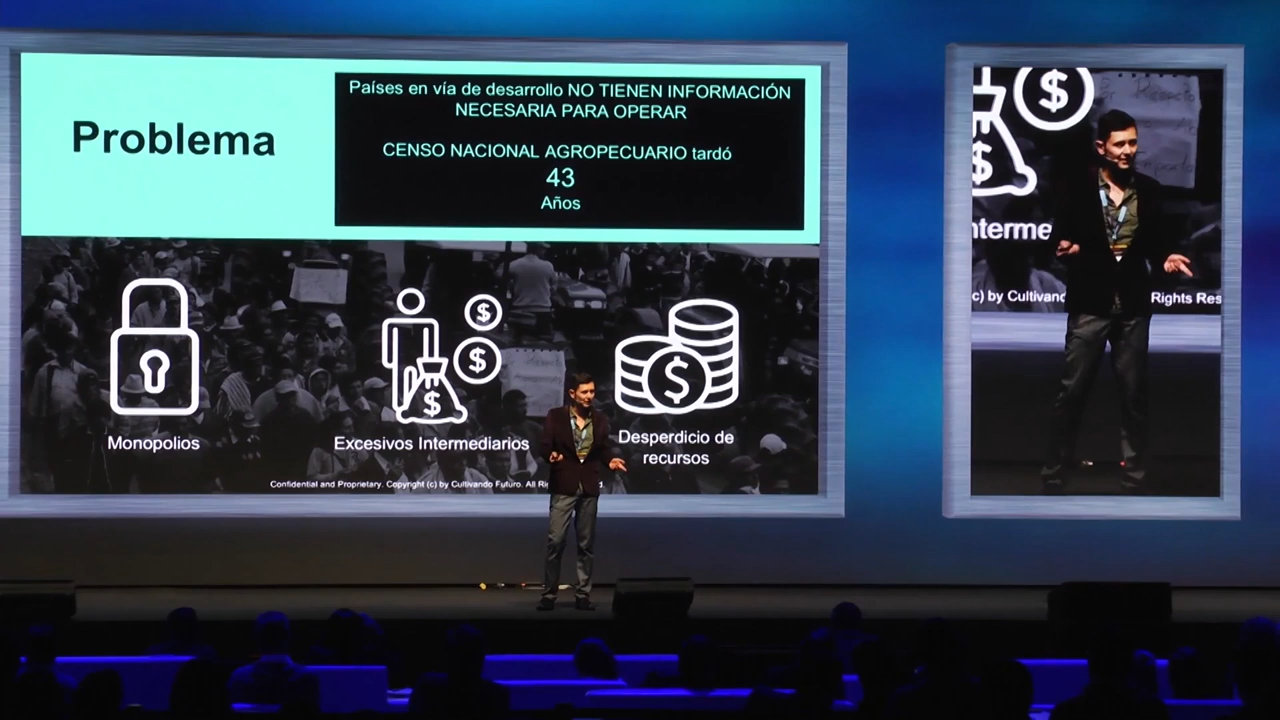 Problema
Países en vía de desarrollo NO TIENEN INFORMACIÓN
NECESARIA PARA OPERAR
CENSO NACIONAL AGROPECUARIO tardó
43
Años
Monopolios
Excesivos Intermediarios
Desperdicio de
recursos
Confidential and Proprietary. Copyright (c) by Cultivando Futuro. All
nterme
c) by Cultivand
Rights Res